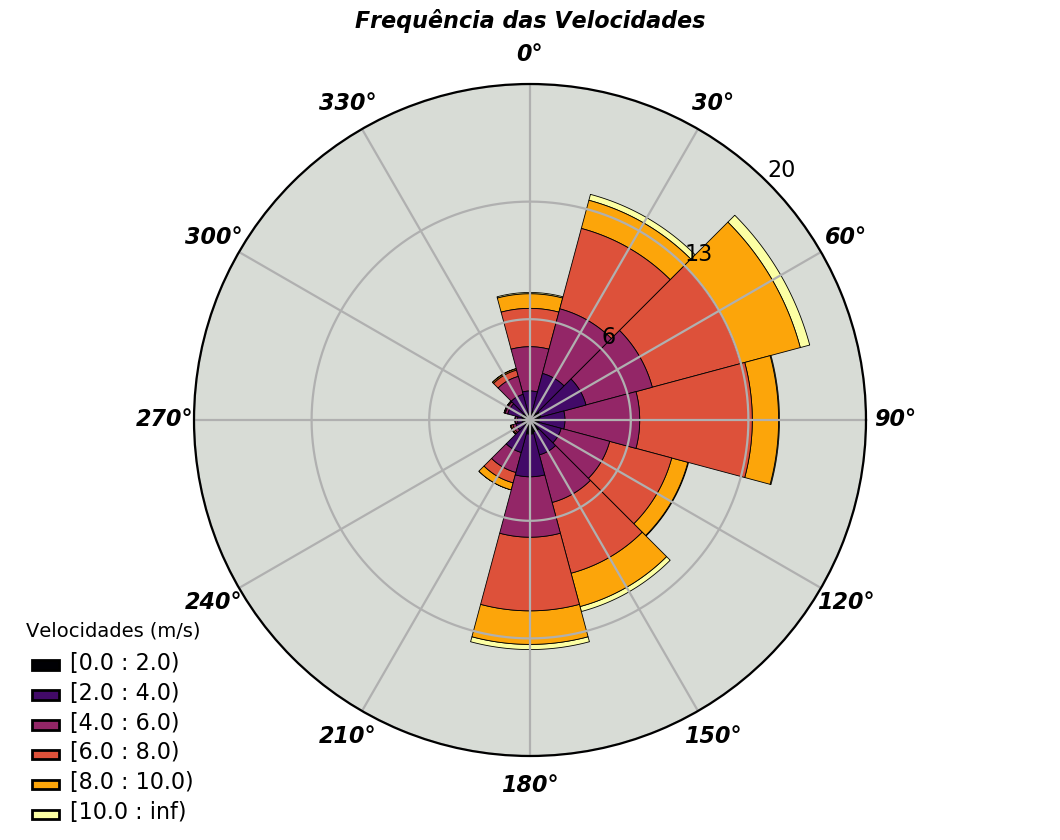 Frequência das Velocidades
0°
330°
30°
20
300°
60°
13
6
270°
90°
240°
120°
210°
150°
180°
Velocidades (m/s)
[0.0 : 2.0)
[2.0 : 4.0)
[4.0 : 6.0)
[6.0 : 8.0)
[8.0 : 10.0)
[10.0 : inf)